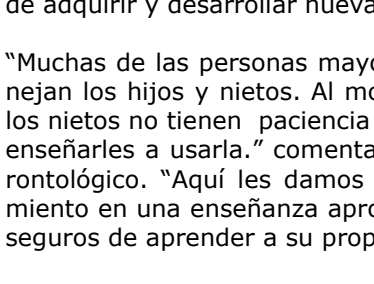 de adquirir y desarrollar nueva
“Muchas de las personas mayo
nejan los hijos y nietos. Al mo
los nietos no tienen  paciencia
enseñarles a usarla.” comenta
rontológico. “Aquí les damos
miento en una enseñanza apro
seguros de aprender a su prop